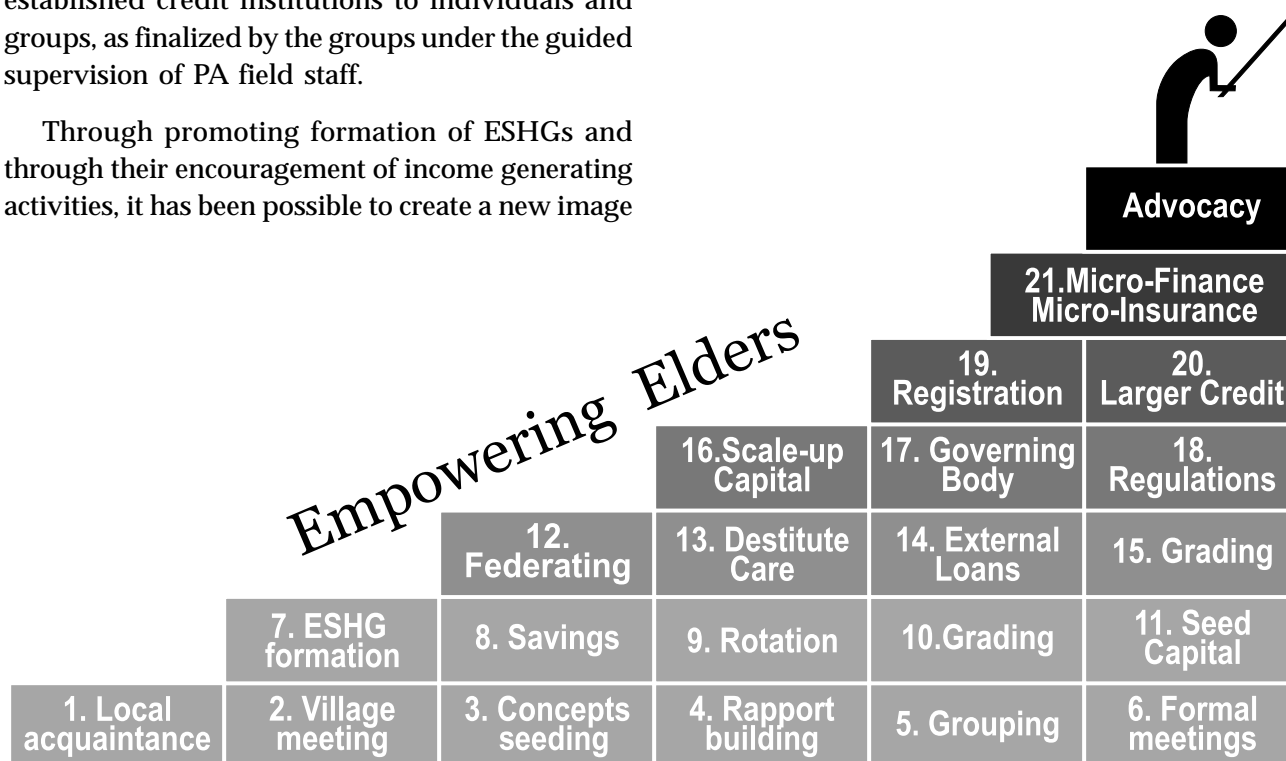 established credit institutions to individuals and
groups, as finalized by the groups under the guided
supervision of PA field staff.
Through promoting formation of ESHGs and
through their encouragement of income generating
activities, it has been possible to create a new image
Empowering Elders
Advocacy
21.Micro-Finance
Micro-Insurance
19.
Registration
20.
Larger Credit
16.Scale-up
Capital
17. Governing
Body
18.
Regulations
12.
Federating
13. Destitute
Care
14. External
Loans
15. Grading
7. ESHG
formation
8. Savings
9. Rotation
10.Grading
11. Seed
Capital
1. Local
acquaintance
2. Village
meeting
3. Concepts
seeding
4. Rapport
building
5. Grouping
6. Formal
meetings